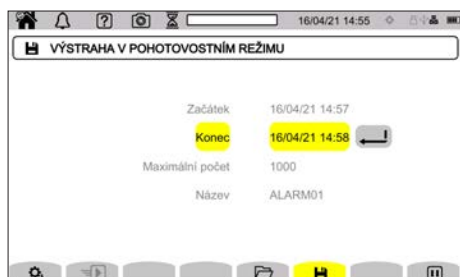 16/04/21 14:55
VÝSTRAHA V POHOTOVOSTNÍM REŽIMU
Začátek 16/04/21 14:57
Konec 16/04/21 14:58
Maximální počet 1000
Název ALARM01